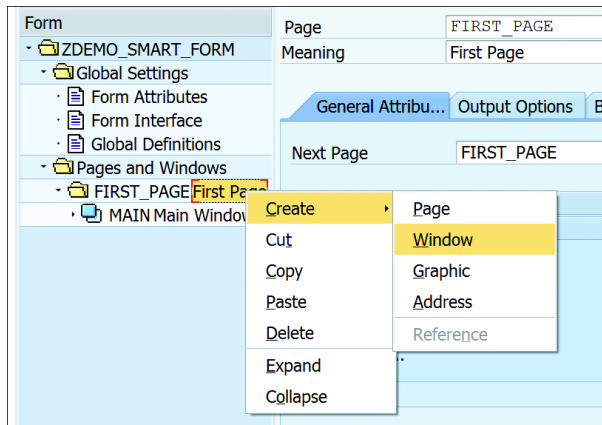 Form
ZDEMO_SMART_FORM
Global Settings
Form Attributes
Form Interface
Global Definitions
Pages and Windows
FIRST_PAGE First Page
MAIN Main Window
Page FIRST_PAGE
Meaning First Page
General Attribu... Output Options
Next Page FIRST_PAGE
Create
Cut
Copy
Paste
Delete
Expand
Collapse
Page
Window
Graphic
Address
Reference